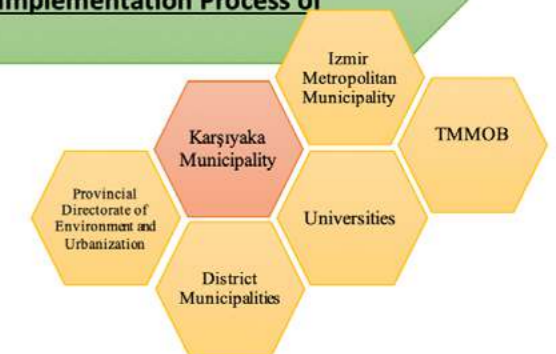 Implementation Process of
Izmir
Metropolitan
Municipality
TMMOB
Karşıyaka
Municipality
Universities
Provincial
Directorate of
Environment and
Urbanization
District
Municipalities